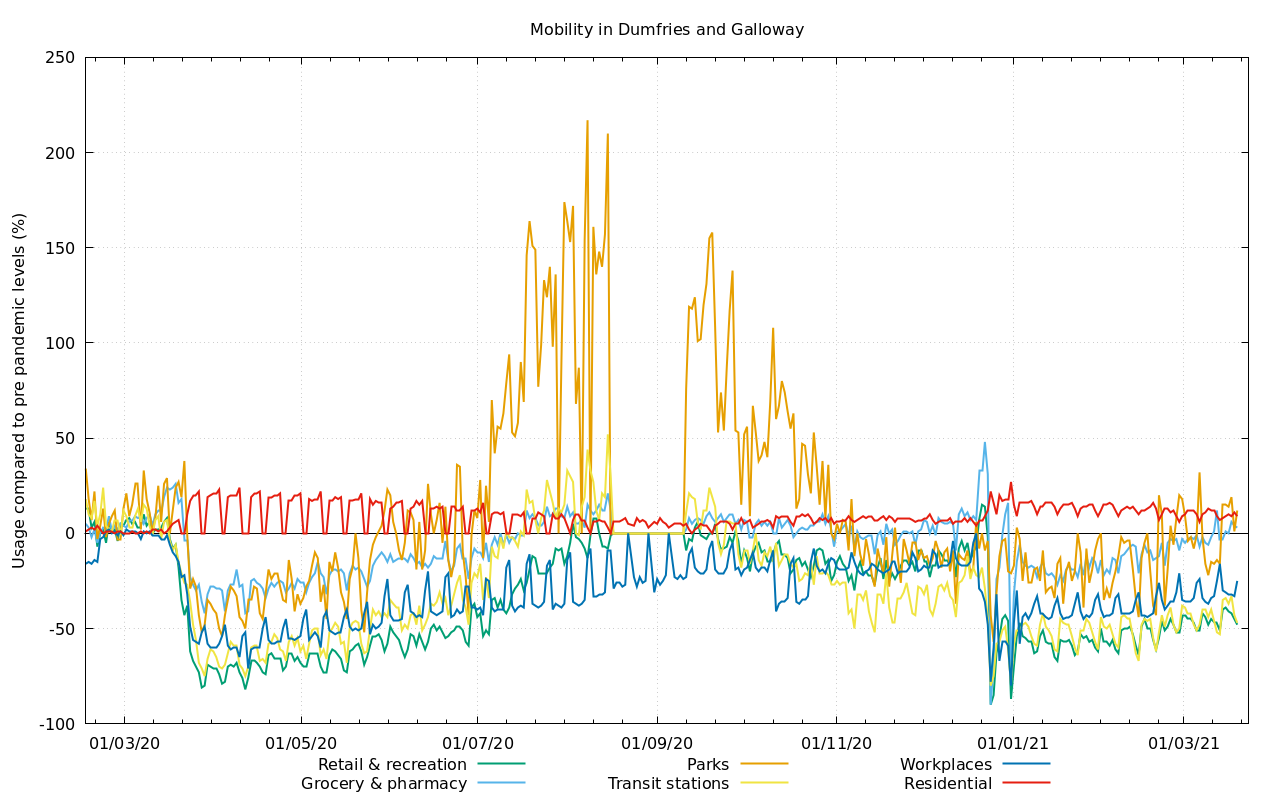 Mobility in Dumfries and Galloway
Usage compared to pre pandemic levels (%)
250
200
150
100
50
0
-50
-100
01/03/20 01/05/20 01/07/20 01/09/20 01/11/20 01/01/21 01/03/21
Retail & recreation Parks Workplaces
Grocery & pharmacy Transit stations Residential